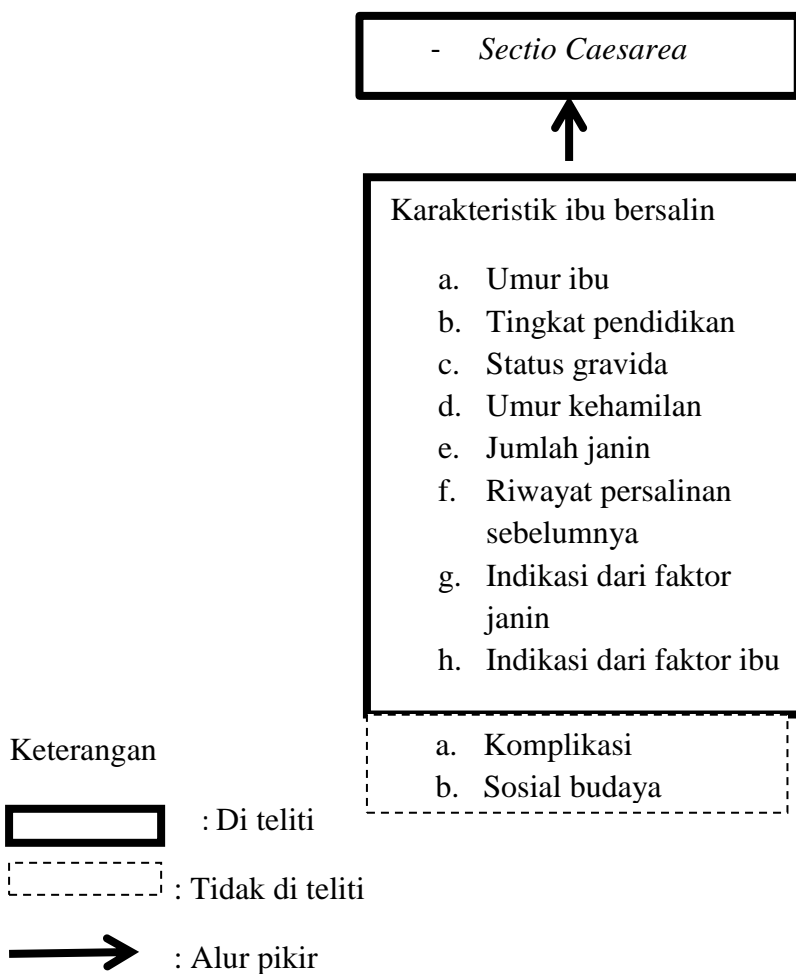 - Sectio Caesarea
Karakteristik ibu bersalin
a. Umur ibu
b. Tingkat pendidikan
c. Status gravida
d. Umur kehamilan
e. Jumlah janin
f. Riwayat persalinan
sebelumnya
g. Indikasi dari faktor
janin
h. Indikasi dari faktor ibu
a. Komplikasi
b. Sosial budaya
Keterangan
: Di teliti
: Tidak di teliti
: Alur pikir